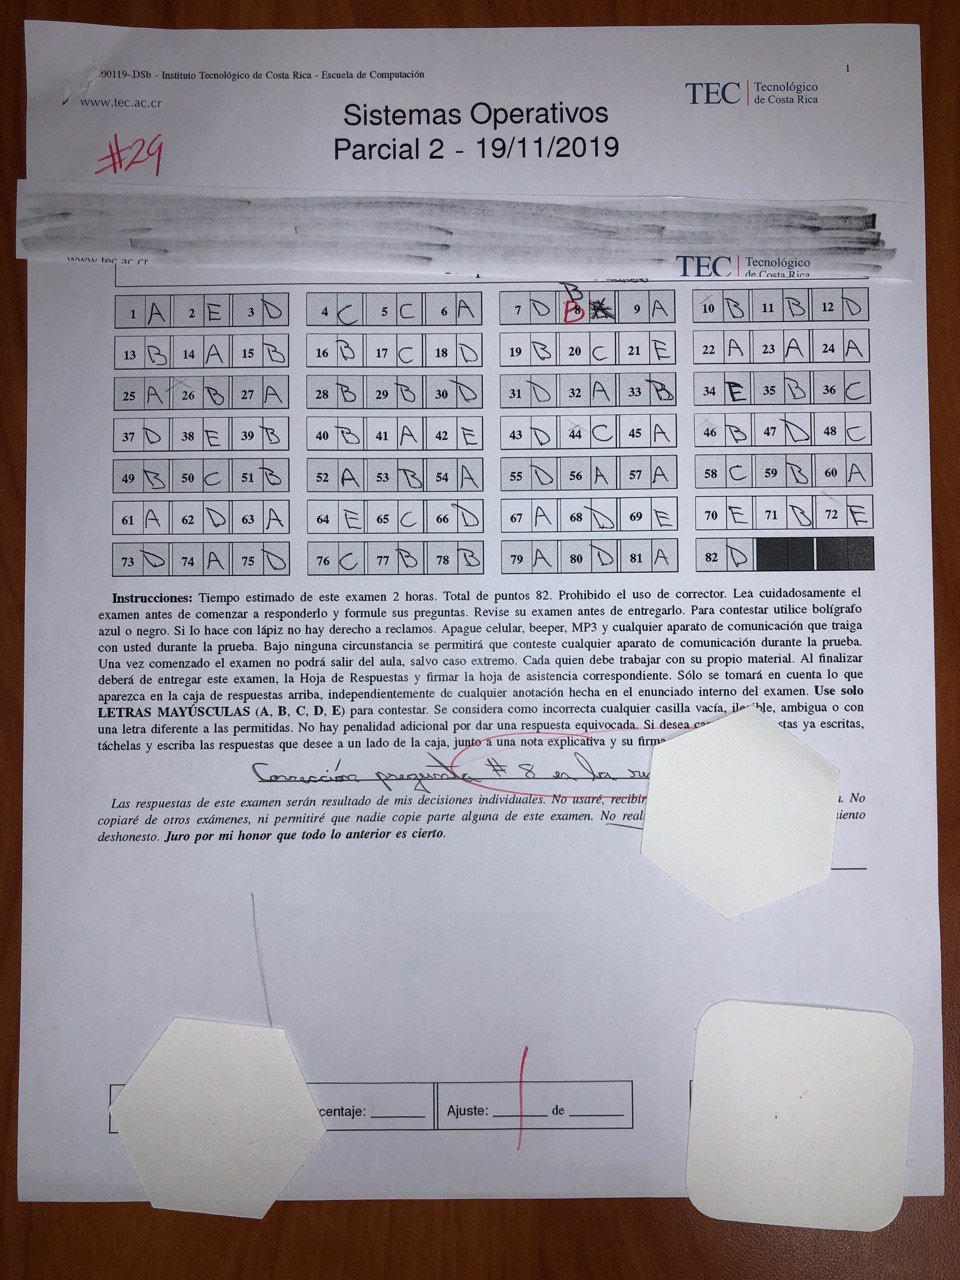 00119-.DSb - Instituto Tecnológico de Costa Rica - Escuela de Computación
1
www.tec.ac.cr
TEC Tecnológico
de Costa Rica
Sistemas Operativos
Parcial 2 - 19/11/2019
#29
www.tec.ac.cr
TEC Tecnológico
de Costa Rica
B
1 A 2 E 3 D 4 C 5 C 6 A 7 D B 8 9 A 10 B 11 B 12 D
13 B 14 A 15 B 16 B 17 C 18 D 19 B 20 C 21 E 22 A 23 A 24 A
25 A 26 B 27 A 28 B 29 B 30 D 31 D 32 A 33 B 34 E 35 B 36 C
37 D 38 E 39 B 40 B 41 A 42 E 43 D 44 C 45 A 46 B 47 D 48 C
49 B 50 C 51 B 52 A 53 B 54 A 55 D 56 A 57 A 58 C 59 B 60 A
61 A 62 D 63 A 64 E 65 C 66 D 67 A 68 D 69 E 70 E 71 B 72 E
73 D 74 A 75 D 76 C 77 B 78 B 79 A 80 D 81 A 82 D
Instrucciones: Tiempo estimado de este examen 2 horas. Total de puntos 82. Prohibido el uso de corrector. Lea cuidadosamente el
examen antes de comenzar a responderlo y formule sus preguntas. Revise su examen antes de entregarlo. Para contestar utilice bolígrafo
azul o negro. Si lo hace con lápiz no hay derecho a reclamos. Apague celular, beeper, MP3 y cualquier aparato de comunicación que traiga
con usted durante la prueba. Bajo ninguna circunstancia se permitirá que conteste cualquier aparato de comunicación durante la prueba.
Una vez comenzado el examen no podrá salir del aula, salvo caso extremo. Cada quien debe trabajar con su propio material. Al finalizar
deberá de entregar este examen, la Hoja de Respuestas y firmar la hoja de asistencia correspondiente. Sólo se tomará en cuenta lo que
aparezca en la caja de respuestas arriba, independientemente de cualquier anotación hecha en el enunciado interno del examen. Use solo
LETRAS MAYÚSCULAS (A, B, C, D, E) para contestar. Se considera como incorrecta cualquier casilla vacía, ilegible, ambigua o con
una letra diferente a las permitidas. No hay penalidad adicional por dar una respuesta equivocada. Si desea stas ya escritas,
táchelas y escriba las respuestas que desee a un lado de la caja, junto a una nota explicativa y su firma
Corrección pregunta # 8 en la
Las respuestas de este examen serán resultado de mis decisiones individuales. No usaré, recibir No
copiaré de otros exámenes, ni permitiré que nadie copie parte alguna de este examen. No real iento
deshonesto. Juro por mi honor que todo lo anterior es cierto.
centaje: Ajuste: de